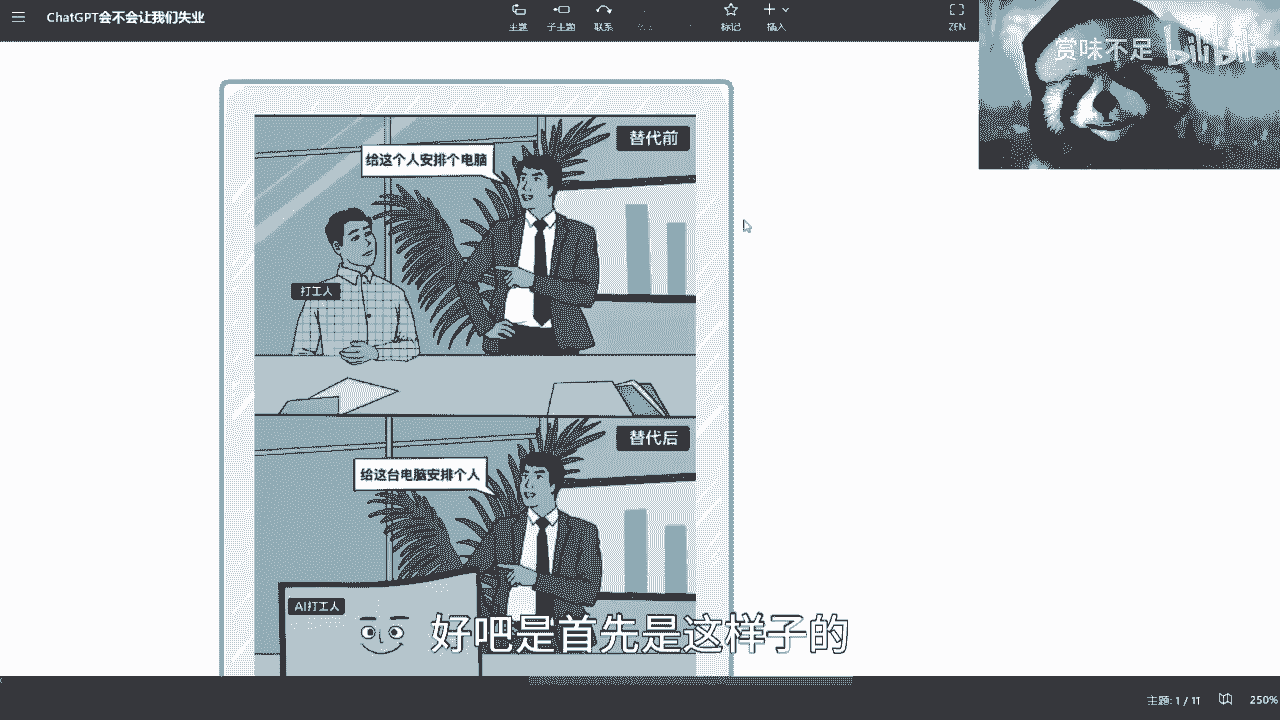 ChatGPT会不会让我们失业
主题
子主题
联系
标记
插入
ZEN
赏味不足 bilibili
替代前
给这个人安排个电脑
打工人
替代后
给这台电脑安排个人
AI打工人
好吧是首先是这样子的
主题: 1 / 11
250%